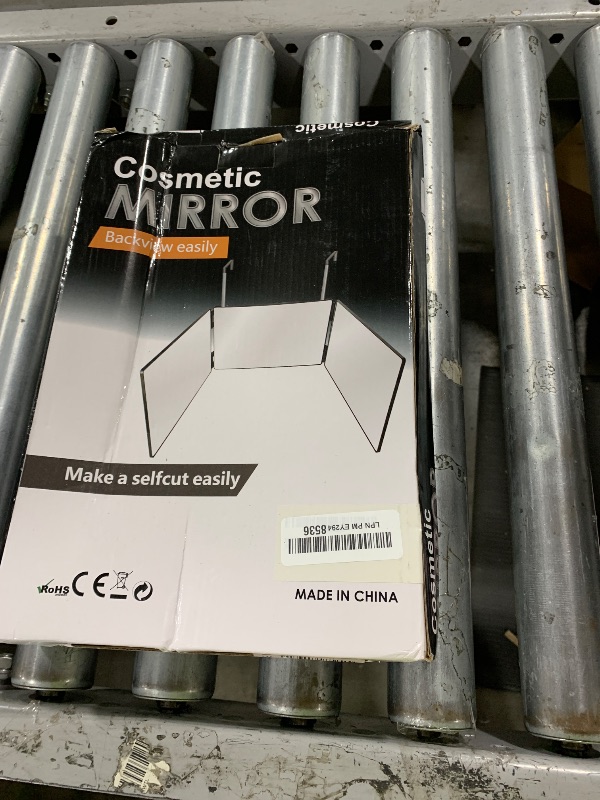 Cosmetic
Cosmetic
MIRROR
Backview easily
Make a selfcut easily
LPN PM EY294 8536
RoHS CE
MADE IN CHINA
Cosmetic